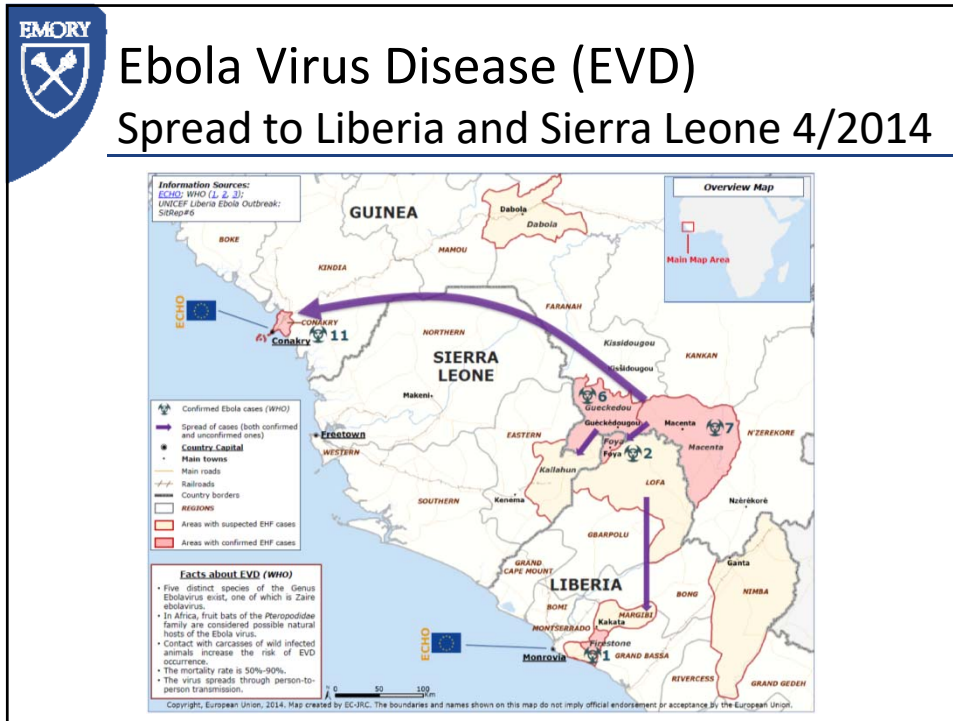 EMORY
Ebola Virus Disease (EVD)
Spread to Liberia and Sierra Leone 4/2014
Information Sources:
ECHO; WHO (1, 2, 3);
UNICEF Liberia Ebola Outbreak:
SitRep#6
Overview Map
Main Map Area
GUINEA
Dabola
Dabola
BOKE
MAMOU
KINDIA
FARANAH
ECHO
CONAKRY
Conakry
11
NORTHERN
Kissidougou
Kissidougou
KANKAN
SIERRA
LEONE
Makeni
6
Gueckedou
Guéckédougou
Macenta
7
N'ZEREKORE
Macenta
Freetown
WESTERN
EASTERN
Foya
Foya
2
Kailahun
LOFA
SOUTHERN
Kenema
Nzérékoré
GBARPOLU
GRAND
CAPE MOUNT
LIBERIA
Ganta
BONG
NIMBA
BOMI
MARGIBI
MONTSERRADO
Kakata
Firestone
ECHO
Monrovia
1
GRAND BASSA
RIVERCESS
GRAND GEDEH
Confirmed Ebola cases (WHO)
Spread of cases (both confirmed
and unconfirmed ones)
Country Capital
Main towns
Main roads
Railroads
Country borders
REGIONS
Areas with suspected EHF cases
Areas with confirmed EHF cases
Facts about EVD (WHO)
• Five distinct species of the Genus
Ebolavirus exist, one of which is Zaire
ebolavirus.
• In Africa, fruit bats of the Pteropodidae
family are considered possible natural
hosts of the Ebola virus.
• Contact with carcasses of wild infected
animals increase the risk of EVD
occurrence.
• The mortality rate is 50%-90%.
• The virus spreads through person-to-
person transmission.
N
0 50 100
Km
Copyright, European Union, 2014. Map created by EC-JRC. The boundaries and names shown on this map do not imply official endorsement or acceptance by the European Union.